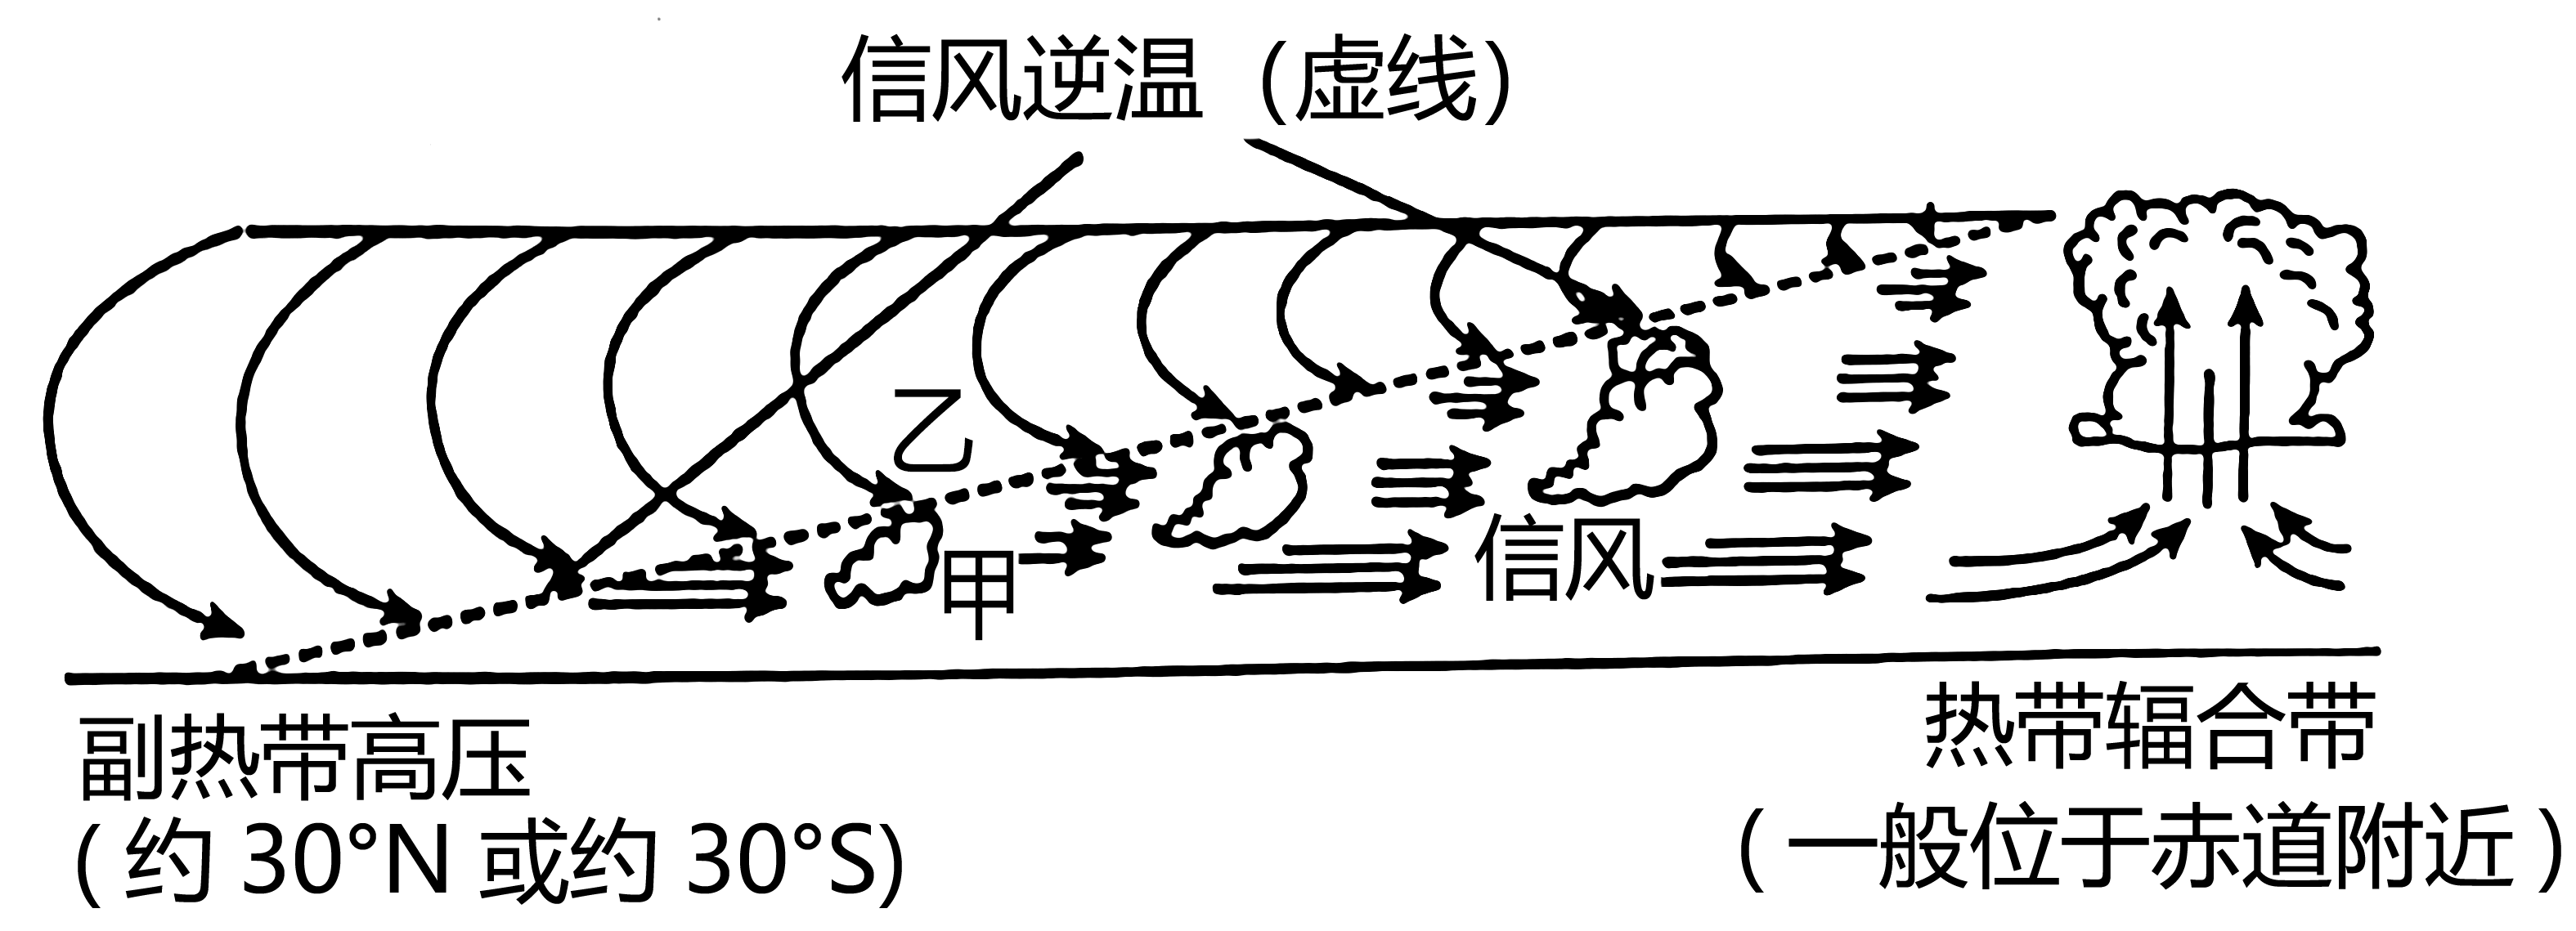 信风逆温（虚线）
乙
甲
信风
副热带高压
（约 30°N 或约 30°S）
热带辐合带
（一般位于赤道附近）